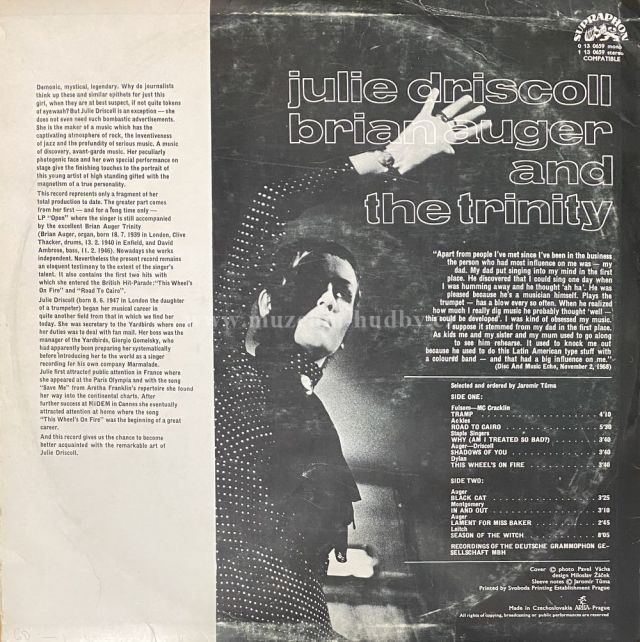 SUPRAPHON
0 13 0659 mono
1 13 0659 stereo
COMPATIBLE
julie driscoll
brian auger
and
the trinity
Demonic, mystical, legendary. Why do journalists
think up these and similar epithets for just this
girl, when they are at best suspect, if not quite tokens
of eyewash? But Julie Driscoll is an exception — she
does not even need such bombastic advertisements.
She is the maker of a music which has the
captivating atmosphere of rock, the inventiveness
of jazz and the profundity of serious music. A music
of discovery, avant-garde music. Her peculiarly
photogenic face and her own special performance on
stage give the finishing touches to the portrait of
this young artist of high standing gifted with the
magnetism of a true personality.
This record represents only a fragment of her
total production to date. The greater part comes
from her first — and for a long time only —
LP "Open" where the singer is still accompanied
by the excellent Brian Auger Trinity
(Brian Auger, organ, born 18. 7. 1939 in London, Clive
Thacker, drums, 13. 2. 1940 in Enfield, and David
Ambrose, bass, 11. 2. 1946). Nowadays she works
independent. Nevertheless the present record remains
an eloquent testimony to the extent of the singer's
talent. It also contains the first two hits with
which she entered the British Hit-Parade: "This Wheel's
On Fire" and "Road To Cairo".
Julie Driscoll (born 8. 6. 1947 in London the daughter
of a trumpeter) began her musical career in
quite another field from that in which we find her
today. She was secretary to the Yardbirds where one of
her duties was to deal with fan mail. Her boss was the
manager of the Yardbirds, Giorgio Gomelsky, who
had apparently been preparing her systematically
before introducing her to the world as a singer
recording for his own company Marmalade.
Julie first attracted public attention in France where
she appeared at the Paris Olympia and with the song
"Save Me" from Aretha Franklin's repertoire she found
her way into the continental charts. After
further success at MiDEM in Cannes she eventually
attracted attention at home where the song
"This Wheel's On Fire" was the beginning of a great
career.
And this record gives us the chance to become
better acquainted with the remarkable art of
Julie Driscoll.
"Apart from people I've met since I've been in the business
the person who had most influence on me was — my
dad. My dad put singing into my mind in the first
place. He discovered that I could sing one day when
I was humming away and he thought 'ah ha'. He was
pleased because he's a musician himself. Plays the
trumpet — has a blow every so often. When he realized
how much I really dig music he probably thought 'well -
this could be developed'. I was kind of obsessed my music.
I suppose it stemmed from my dad in the first place.
As kids me and my sister and my mum used to go along
to see him rehearse. It used to knock me out
because he used to do this Latin American type stuff with
a coloured band — and that had a big influence on me."
(Disc And Music Echo, November 2, 1968)
Selected and ordered by Jaromír Tůma
SIDE ONE:
Fulsom—MC Cracklin
TRAMP 4'10
Ackles
ROAD TO CAIRO 5'30
Staple Singers
WHY (AM I TREATED SO BAD?) 3'40
Auger—Driscoll
SHADOWS OF YOU 3'40
Dylan
THIS WHEEL'S ON FIRE 3'40
SIDE TWO:
Auger
BLACK CAT 3'25
Montgomery
IN AND OUT 3'10
Auger
LAMENT FOR MISS BAKER 2'45
Leitch
SEASON OF THE WITCH 8'05
RECORDINGS OF THE DEUTSCHE GRAMMOPHON GE-
SELLSCHAFT MBH
Cover © photo Pavel Vácha
design Miloslav Žáček
Sleeve notes © Jaromír Tůma
Printed by Svoboda Printing Establishment Prague
Made in Czechoslovakia ARTIA-Prague
All rights of copying, broadcasting or public performances are reserved